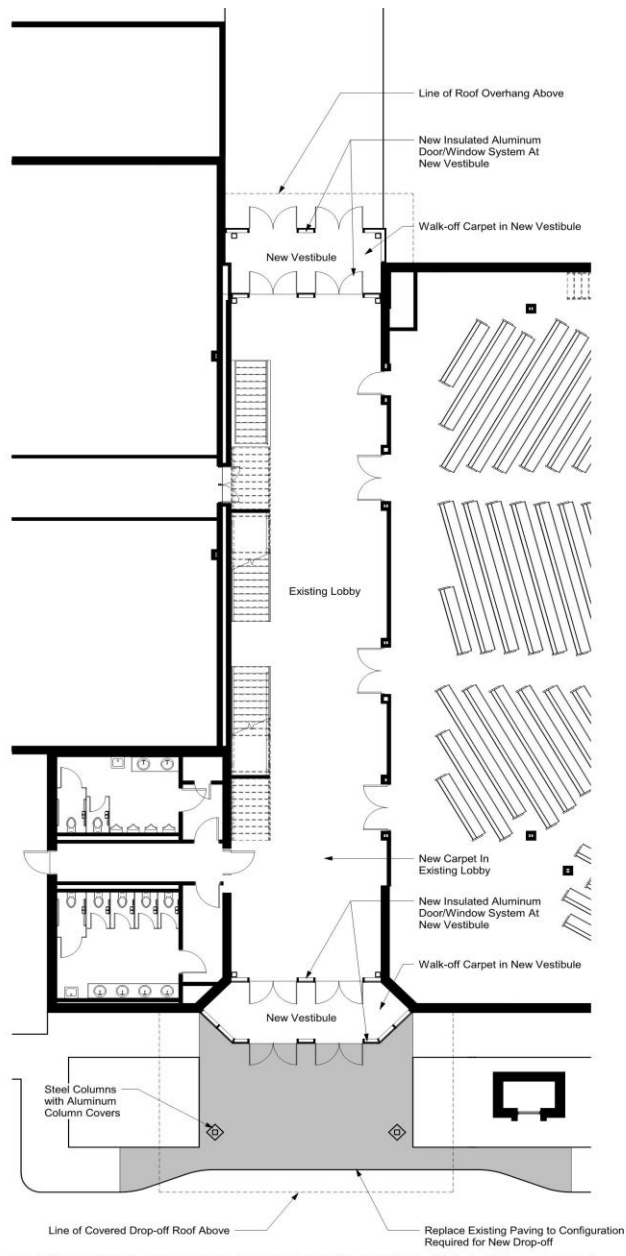 Line of Roof Overhang Above
New Insulated Aluminum
Door/Window System At
New Vestibule
Walk-off Carpet in New Vestibule
New Vestibule
Existing Lobby
New Carpet In
Existing Lobby
New Insulated Aluminum
Door/Window System At
New Vestibule
Walk-off Carpet in New Vestibule
New Vestibule
Steel Columns
with Aluminum
Column Covers
Line of Covered Drop-off Roof Above
Replace Existing Paving to Configuration
Required for New Drop-off